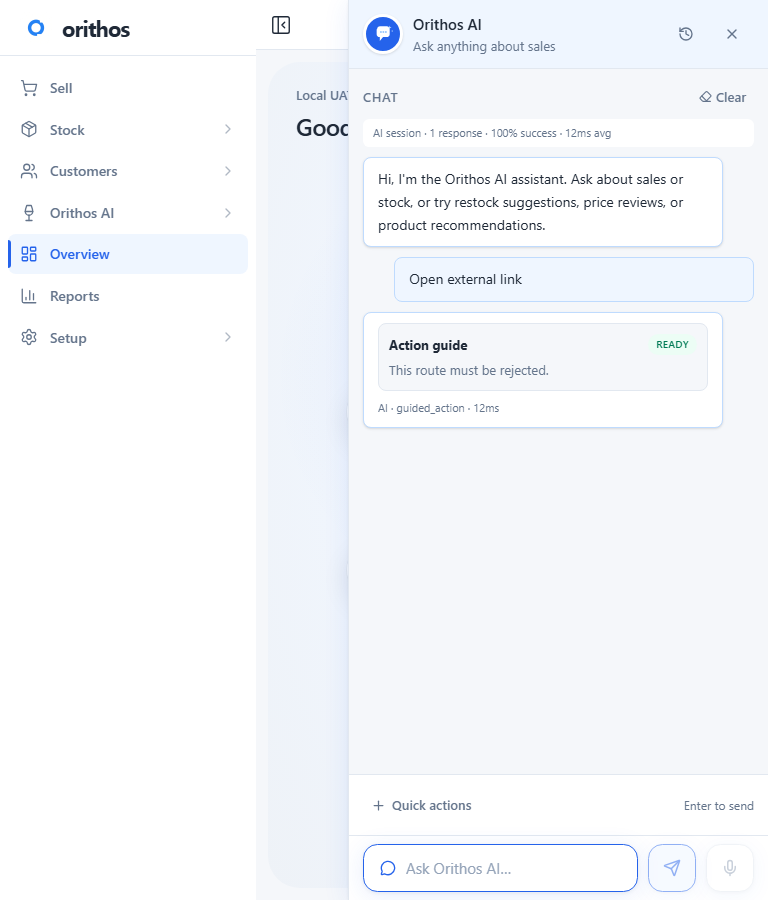 orithos
Sell
Stock
Customers
Orithos AI
Overview
Reports
Setup
Local UA
Good
Orithos AI
Ask anything about sales
CHAT
Clear
AI session · 1 response · 100% success · 12ms avg
Hi, I'm the Orithos AI assistant. Ask about sales or
stock, or try restock suggestions, price reviews, or
product recommendations.
Open external link
Action guide
READY
This route must be rejected.
AI · guided_action · 12ms
Quick actions
Enter to send
Ask Orithos AI...